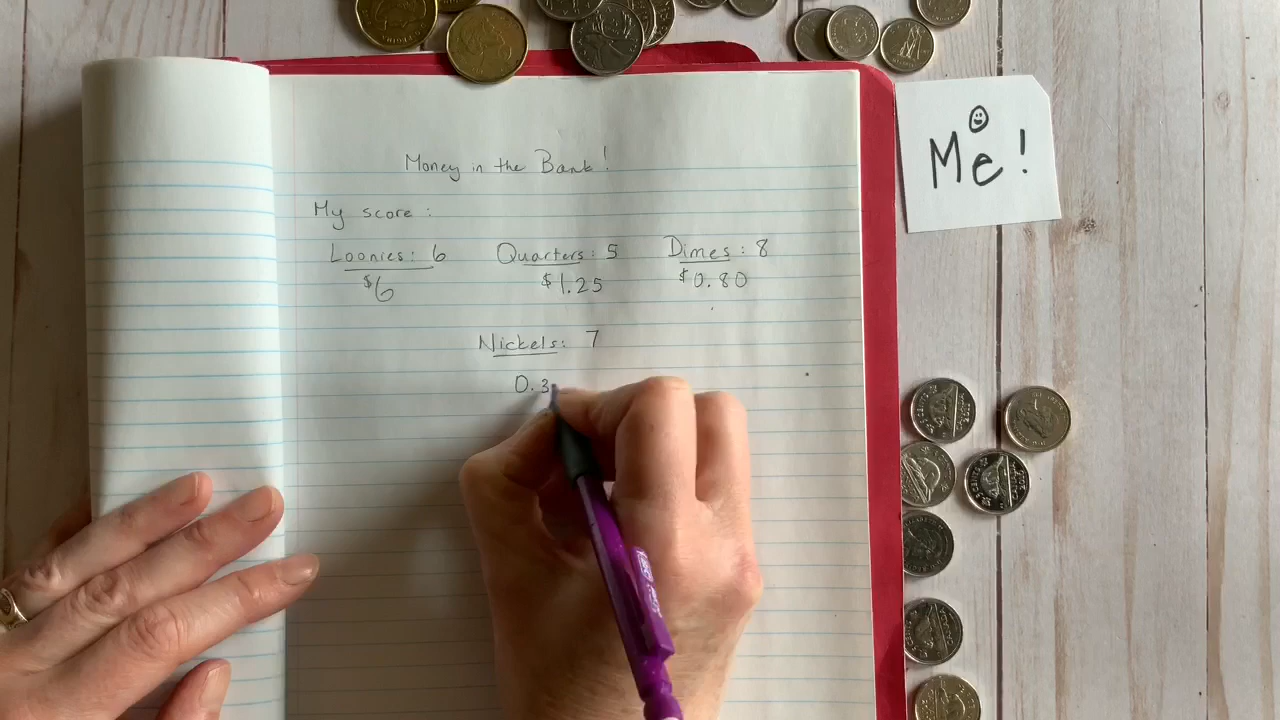 Money in the Bank!
My score:
Loonies: 6 Quarters: 5 Dimes: 8
$6 $1.25 $0.80
Nickels: 7
0.3
Me!